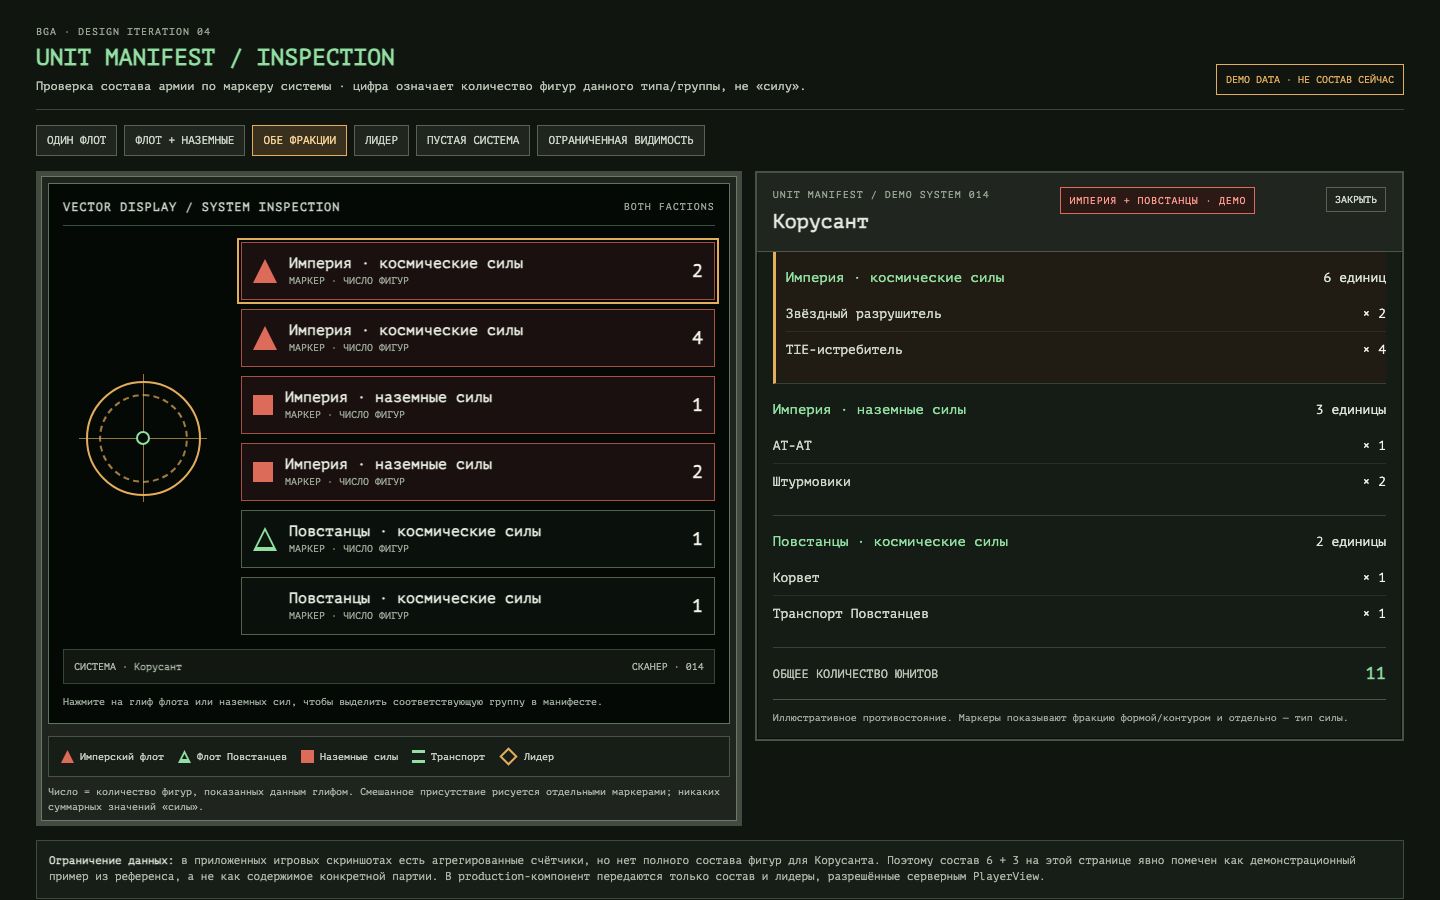 BGA · DESIGN ITERATION 04
UNIT MANIFEST / INSPECTION
Проверка состава армии по маркеру системы · цифра означает количество фигур данного типа/группы, не «силу».
DEMO DATA · НЕ СОСТАВ СЕЙЧАС
ОДИН ФЛОТ
ФЛОТ + НАЗЕМНЫЕ
ОБЕ ФРАКЦИИ
ЛИДЕР
ПУСТАЯ СИСТЕМА
ОГРАНИЧЕННАЯ ВИДИМОСТЬ
VECTOR DISPLAY / SYSTEM INSPECTION
BOTH FACTIONS
Империя · космические силы
МАРКЕР · ЧИСЛО ФИГУР
2
Империя · космические силы
МАРКЕР · ЧИСЛО ФИГУР
4
Империя · наземные силы
МАРКЕР · ЧИСЛО ФИГУР
1
Империя · наземные силы
МАРКЕР · ЧИСЛО ФИГУР
2
Повстанцы · космические силы
МАРКЕР · ЧИСЛО ФИГУР
1
Повстанцы · космические силы
МАРКЕР · ЧИСЛО ФИГУР
1
СИСТЕМА · Корусант
СКАНЕР · 014
Нажмите на глиф флота или наземных сил, чтобы выделить соответствующую группу в манифесте.
Имперский флот
Флот Повстанцев
Наземные силы
Транспорт
Лидер
Число = количество фигур, показанных данным глифом. Смешанное присутствие рисуется отдельными маркерами; никаких
суммарных значений «силы».
UNIT MANIFEST / DEMO SYSTEM 014
Корусант
ИМПЕРИЯ + ПОВСТАНЦЫ · ДЕМО
ЗАКРЫТЬ
Империя · космические силы
6 единиц
Звёздный разрушитель
× 2
TIE-истребитель
× 4
Империя · наземные силы
3 единицы
AT-AT
× 1
Штурмовики
× 2
Повстанцы · космические силы
2 единицы
Корвет
× 1
Транспорт Повстанцев
× 1
ОБЩЕЕ КОЛИЧЕСТВО ЮНИТОВ
11
Иллюстративное противостояние. Маркеры показывают фракцию формой/контуром и отдельно — тип силы.
Ограничение данных: в приложенных игровых скриншотах есть агрегированные счётчики, но нет полного состава фигур для Корусанта. Поэтому состав 6 + 3 на этой странице явно помечен как демонстрационный
пример из референса, а не как содержимое конкретной партии. В production-компонент передаются только состав и лидеры, разрешённые серверным PlayerView.